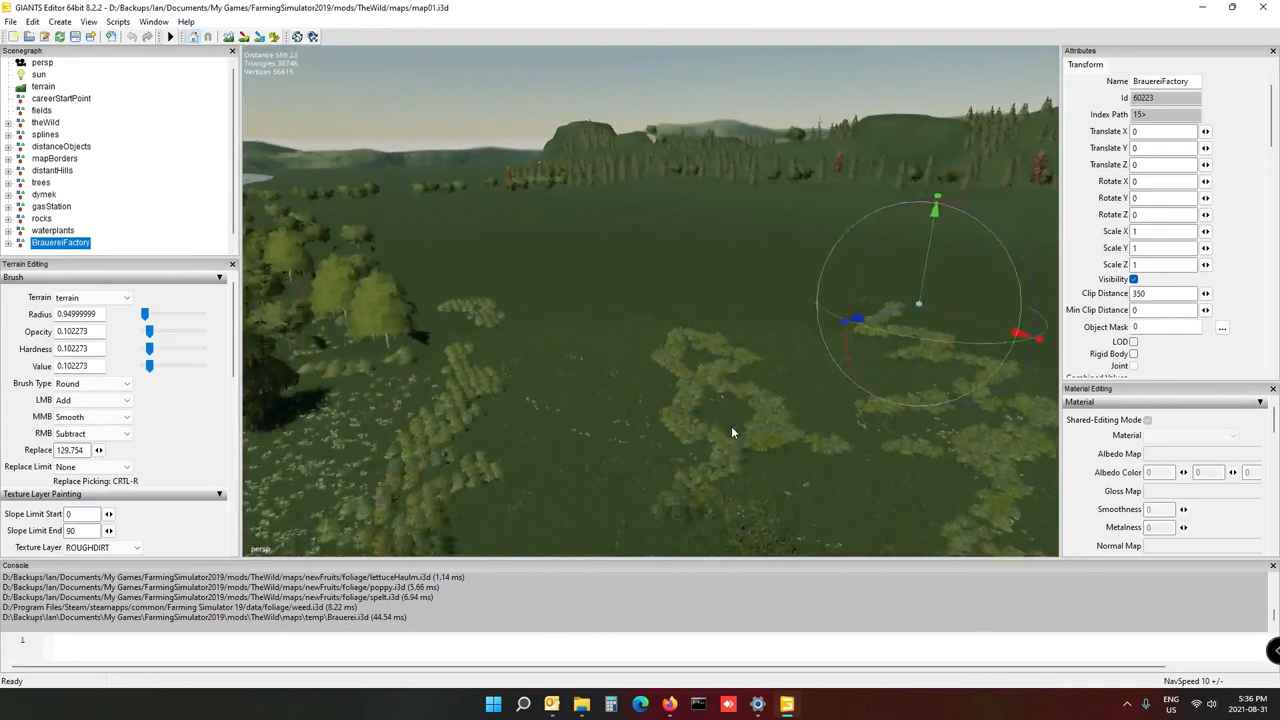 GIANTS Editor 64bit 8.2.2 - D:/Backups/Ian/Documents/My Games/FarmingSimulator2019/mods/TheWild/maps/map01.i3d
File Edit Create View Scripts Window Help
Scenegraph
persp
sun
terrain
careerStartPoint
fields
theWild
splines
distanceObjects
mapBorders
distantHills
trees
dymek
gasStation
rocks
waterplants
BrauereiFactory
Terrain Editing
Brush
Terrain terrain
Radius 0.94999999
Opacity 0.102273
Hardness 0.102273
Value 0.102273
Brush Type Round
LMB Add
MMB Smooth
RMB Subtract
Replace 129.754
Replace Limit None
Replace Picking: CRTL-R
Texture Layer Painting
Slope Limit Start 0
Slope Limit End 90
Texture Layer ROUGHDIRT
Triangles 38746
Vertices 56615
persp
Attributes
Transform
Name BrauereiFactory
Id 60223
Index Path 15>
Translate X 0
Translate Y 0
Translate Z 0
Rotate X 0
Rotate Y 0
Rotate Z 0
Scale X 1
Scale Y 1
Scale Z 1
Visibility
Clip Distance 350
Min Clip Distance 0
Object Mask 0 ...
LOD
Rigid Body
Joint
Material Editing
Material
Shared-Editing Mode
Material
Albedo Map
Albedo Color 0 0 0
Gloss Map
Smoothness 0
Metalness 0
Normal Map
Console
D:/Backups/Ian/Documents/My Games/FarmingSimulator2019/mods/TheWild/maps/newFruits/foliage/lettuceHaulm.i3d (1.14 ms)
D:/Backups/Ian/Documents/My Games/FarmingSimulator2019/mods/TheWild/maps/newFruits/foliage/poppy.i3d (5.66 ms)
D:/Backups/Ian/Documents/My Games/FarmingSimulator2019/mods/TheWild/maps/newFruits/foliage/spelt.i3d (6.94 ms)
D:/Program Files/Steam/steamapps/common/Farming Simulator 19/data/foliage/weed.i3d (8.22 ms)
D:\Backups\Ian\Documents\My Games\FarmingSimulator2019\mods\TheWild\maps\temp\Brauerei.i3d (44.54 ms)
1
Ready
NavSpeed 10 +/-
ENG
US
5:36 PM
2021-08-31